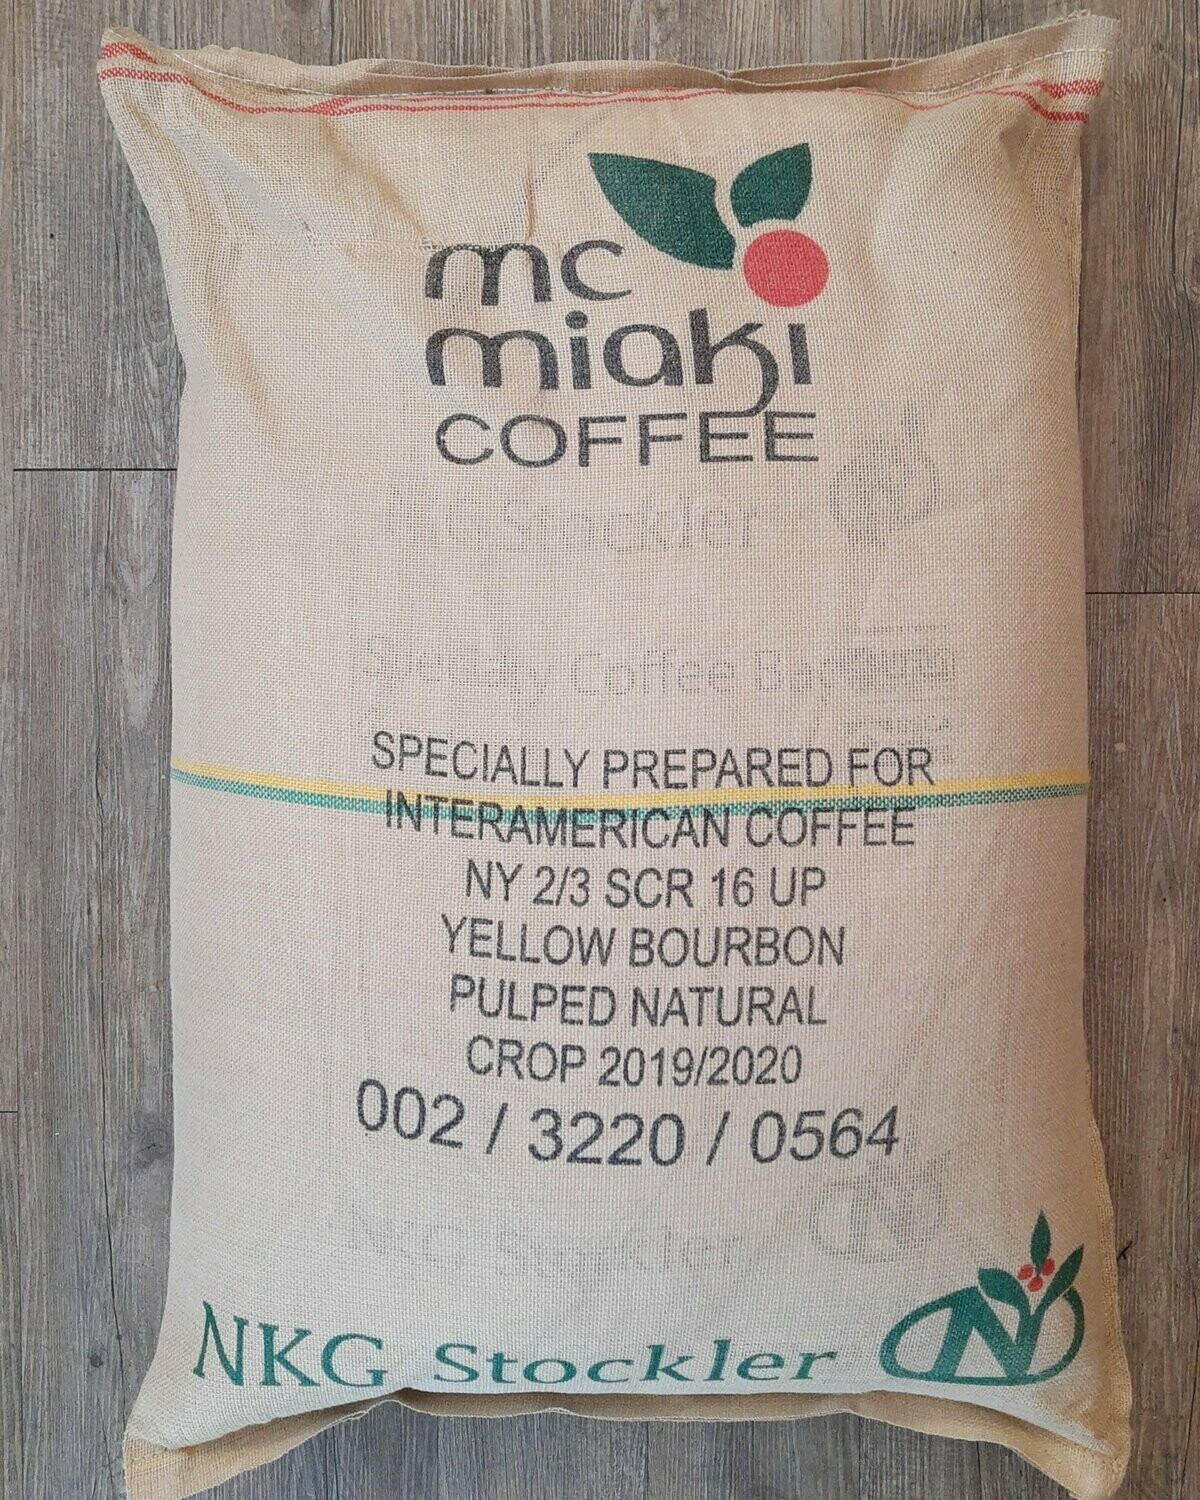 mc
miaki
COFFEE
Stockler
SPECIALLY PREPARED FOR
INTERAMERICAN COFFEE
NY 2/3 SCR 16 UP
YELLOW BOURBON
PULPED NATURAL
CROP 2019/2020
002 / 3220 / 0564
NKG Stockler
N